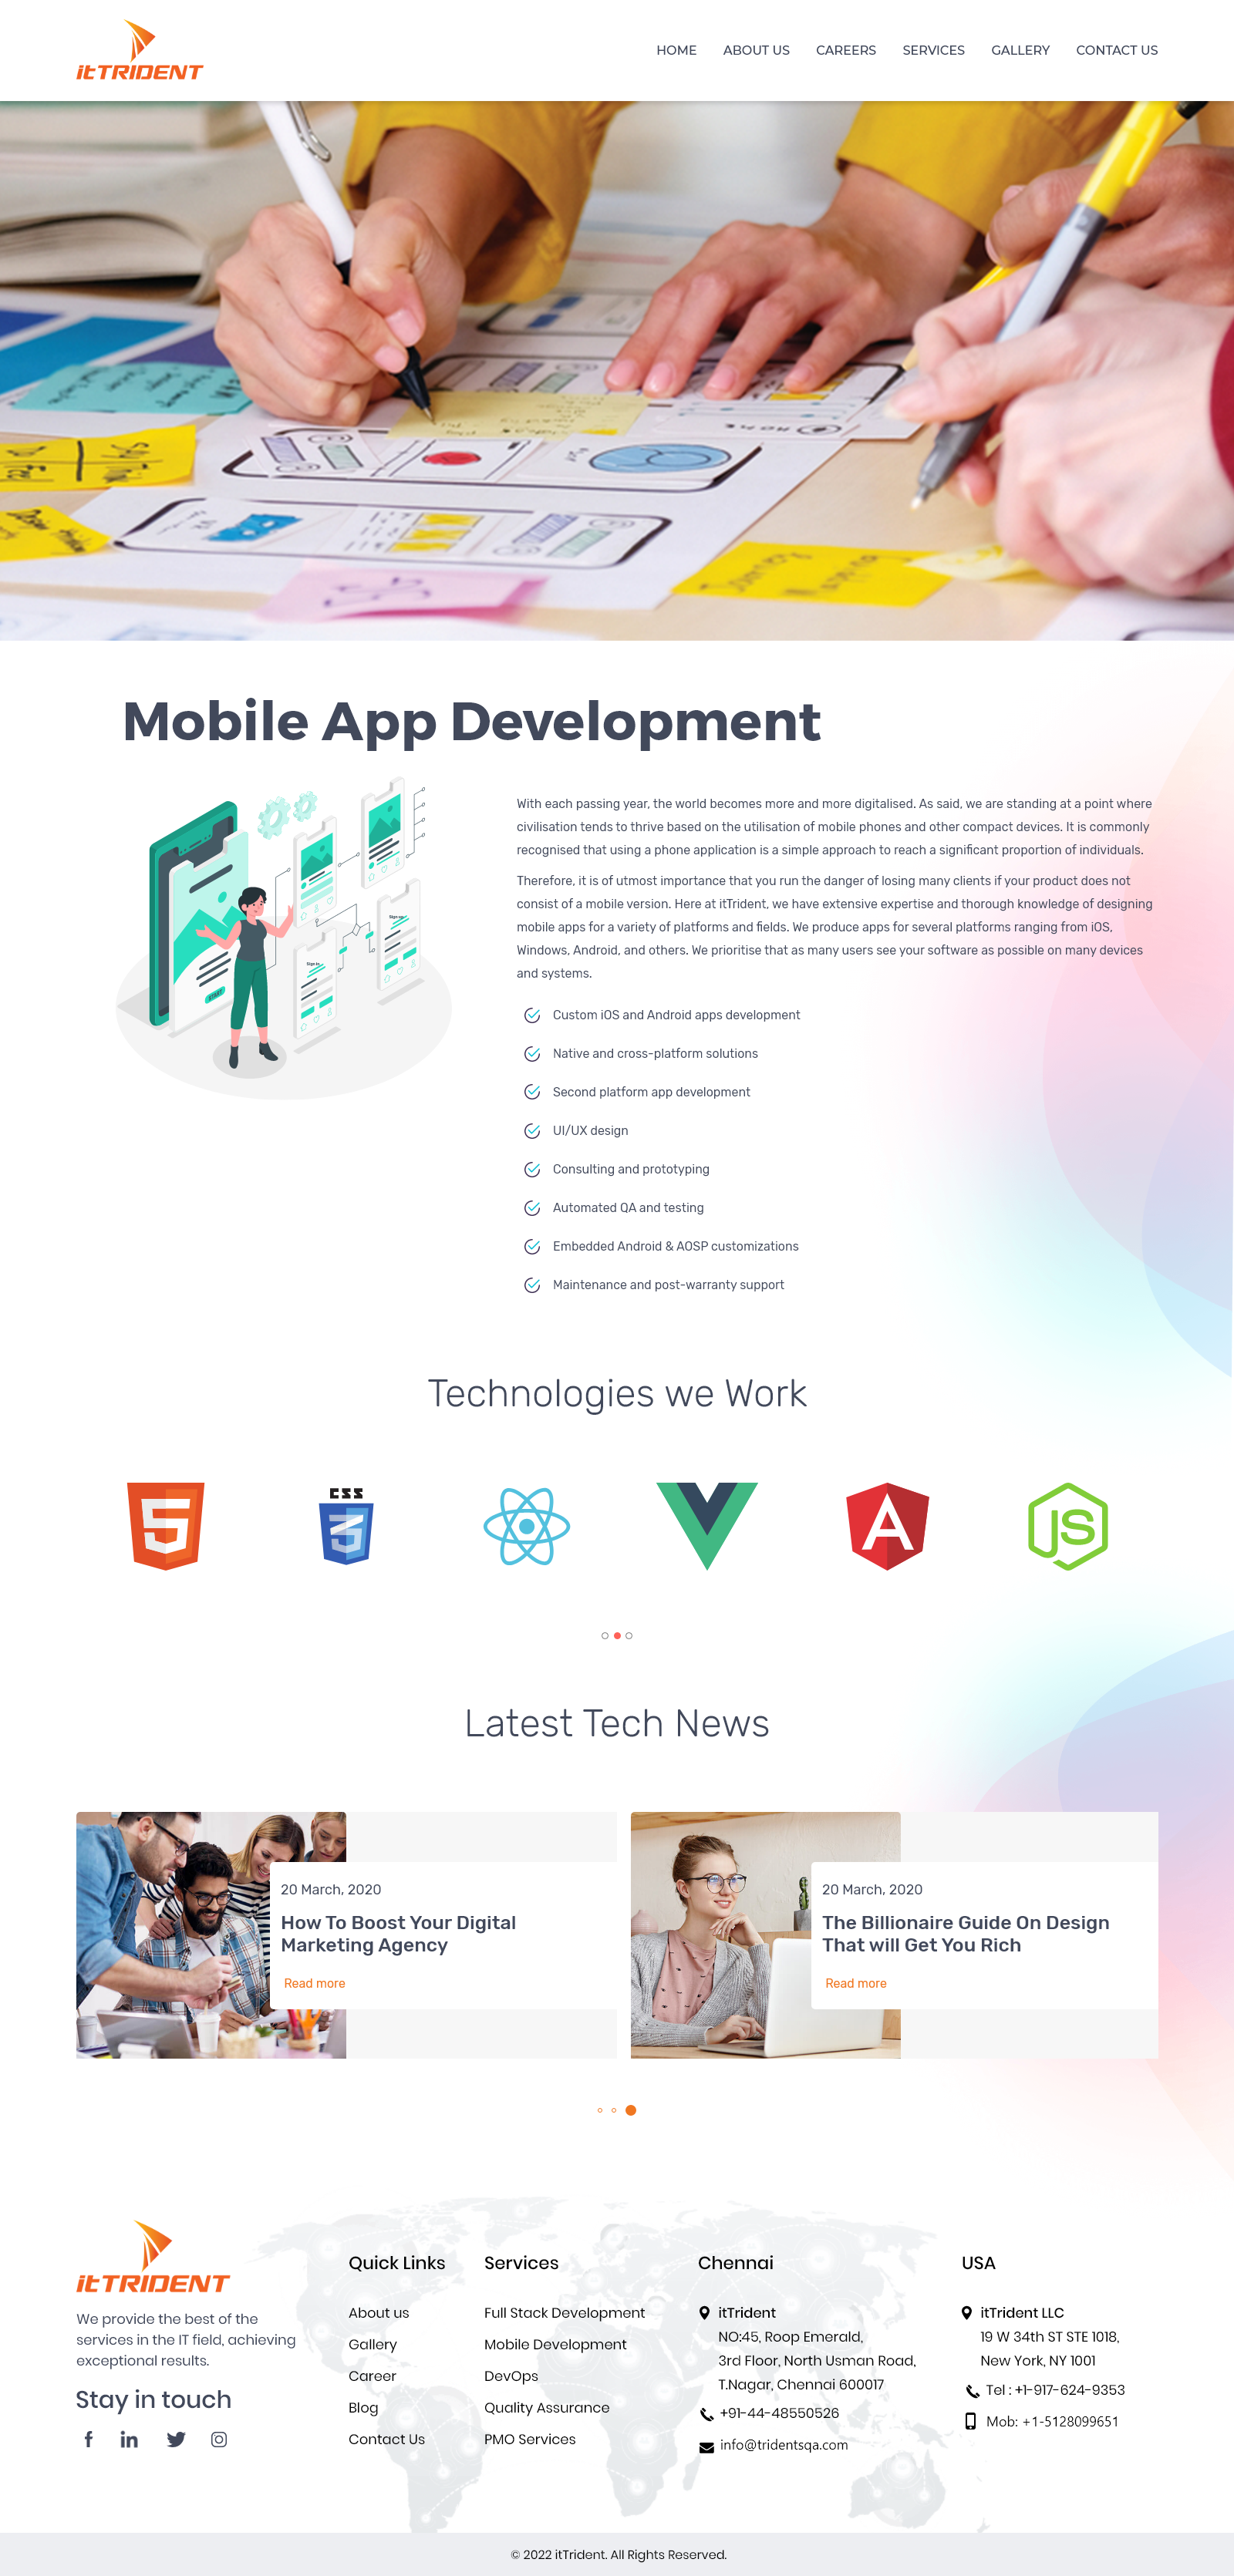 itTRIDENT
HOME ABOUT US CAREERS SERVICES GALLERY CONTACT US
Mobile App Development
With each passing year, the world becomes more and more digitalised. As said, we are standing at a point where
civilisation tends to thrive based on the utilisation of mobile phones and other compact devices. It is commonly
recognised that using a phone application is a simple approach to reach a significant proportion of individuals.
Therefore, it is of utmost importance that you run the danger of losing many clients if your product does not
consist of a mobile version. Here at itTrident, we have extensive expertise and thorough knowledge of designing
mobile apps for a variety of platforms and fields. We produce apps for several platforms ranging from iOS,
Windows, Android, and others. We prioritise that as many users see your software as possible on many devices
and systems.
START
Sign in
Sign up
Custom iOS and Android apps development
Native and cross-platform solutions
Second platform app development
UI/UX design
Consulting and prototyping
Automated QA and testing
Embedded Android & AOSP customizations
Maintenance and post-warranty support
Technologies we Work
5
CSS
3
A
JS
Latest Tech News
20 March, 2020
How To Boost Your Digital
Marketing Agency
Read more
20 March, 2020
The Billionaire Guide On Design
That will Get You Rich
Read more
itTRIDENT
We provide the best of the
services in the IT field, achieving
exceptional results.
Stay in touch
f in
Quick Links
About us
Gallery
Career
Blog
Contact Us
Services
Full Stack Development
Mobile Development
DevOps
Quality Assurance
PMO Services
Chennai
itTrident
NO:45, Roop Emerald,
3rd Floor, North Usman Road,
T.Nagar, Chennai 600017
+91-44-48550526
info@tridentsqa.com
USA
itTrident LLC
19 W 34th ST STE 1018,
New York, NY 1001
Tel : +1-917-624-9353
Mob: +1-5128099651
© 2022 itTrident. All Rights Reserved.